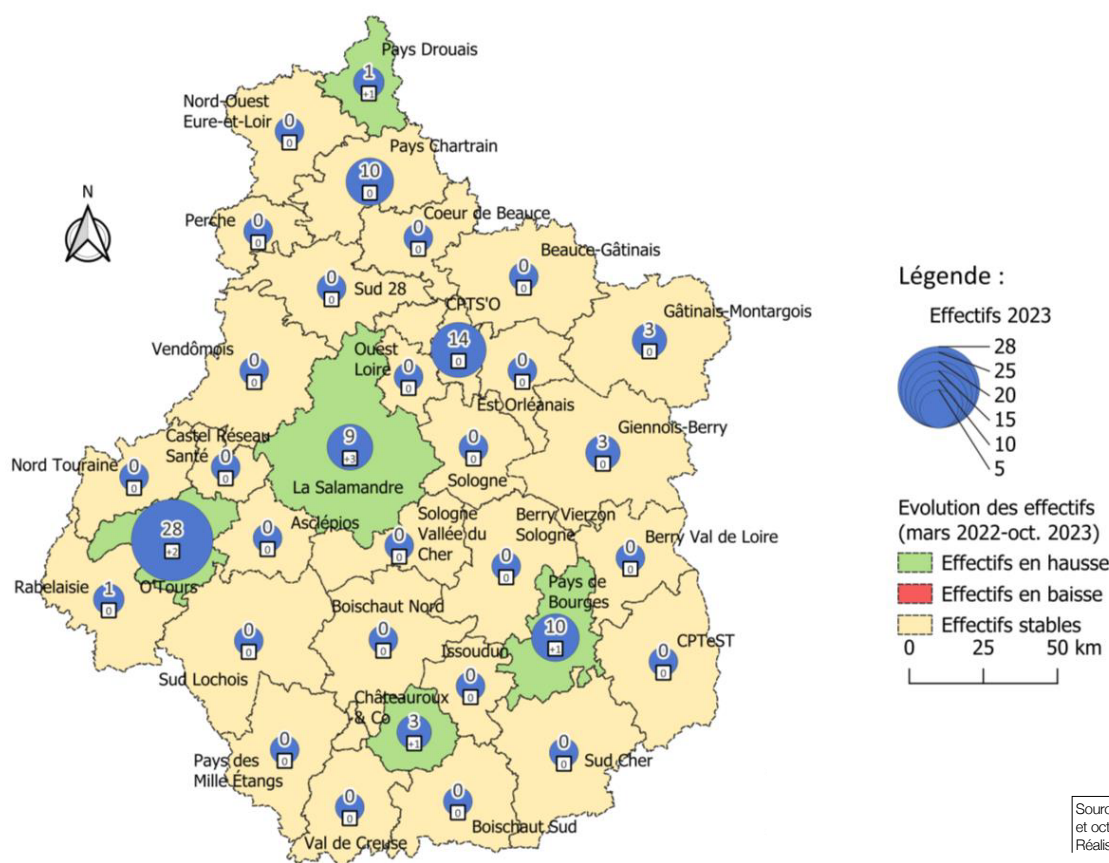 Pays Drouais
1
+1
Nord-Ouest
Eure-et-Loir
0
0
Pays Chartrain
10
0
N
Perche
0
0
Coeur de Beauce
0
0
Beauce-Gâtinais
0
0
Sud 28
0
0
CPTS'O
14
0
Gâtinais-Montargois
3
0
Vendômois
0
0
Ouest
Loire
0
0
Est Orléanais
0
0
Castel Réseau
Santé
0
0
La Salamandre
9
+3
Sologne
0
0
Giennois-Berry
3
0
Nord Touraine
0
0
O'Tours
28
+2
Asclépios
0
0
Sologne
Vallée du
Cher
0
0
Berry Vierzon
Sologne
0
0
Berry Val de Loire
0
0
Rabelaisie
1
0
Pays de
Bourges
10
+1
Boischaut Nord
0
0
Issoudun
0
0
CPTeST
0
0
Sud Lochois
0
0
Châteauroux
& Co
3
+1
Pays des
Mille Étangs
0
0
Sud Cher
0
0
Val de Creuse
0
0
Boischaut Sud
0
0
Légende :
Effectifs 2023
28
25
20
15
10
5
Evolution des effectifs
(mars 2022-oct. 2023)
Effectifs en hausse
Effectifs en baisse
Effectifs stables
0 25 50 km
et oct